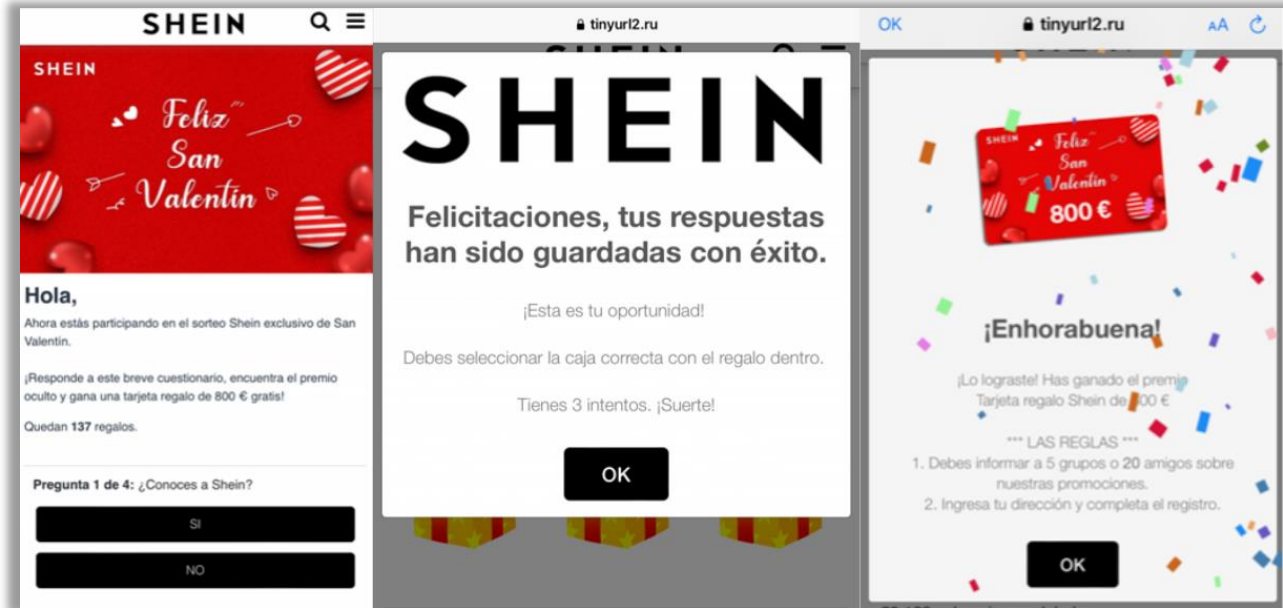 SHEIN
SHEIN
Feliz
San
Valentín
Hola,
Ahora estás participando en el sorteo Shein exclusivo de San
Valentín.
¡Responde a este breve cuestionario, encuentra el premio
oculto y gana una tarjeta regalo de 800 € gratis!
Quedan 137 regalos.
Pregunta 1 de 4: ¿Conoces a Shein?
SI
NO
tinyurl2.ru
SHEIN
Felicitaciones, tus respuestas
han sido guardadas con éxito.
¡Esta es tu oportunidad!
Debes seleccionar la caja correcta con el regalo dentro.
Tienes 3 intentos. ¡Suerte!
OK
OK
tinyurl2.ru
AA
SHEIN
Feliz
San
Valentín
800 €
¡Enhorabuena!
¡Lo lograste! Has ganado el premio
Tarjeta regalo Shein de 800 €
*** LAS REGLAS ***
1. Debes informar a 5 grupos o 20 amigos sobre
nuestras promociones.
2. Ingresa tu dirección y completa el registro.
OK